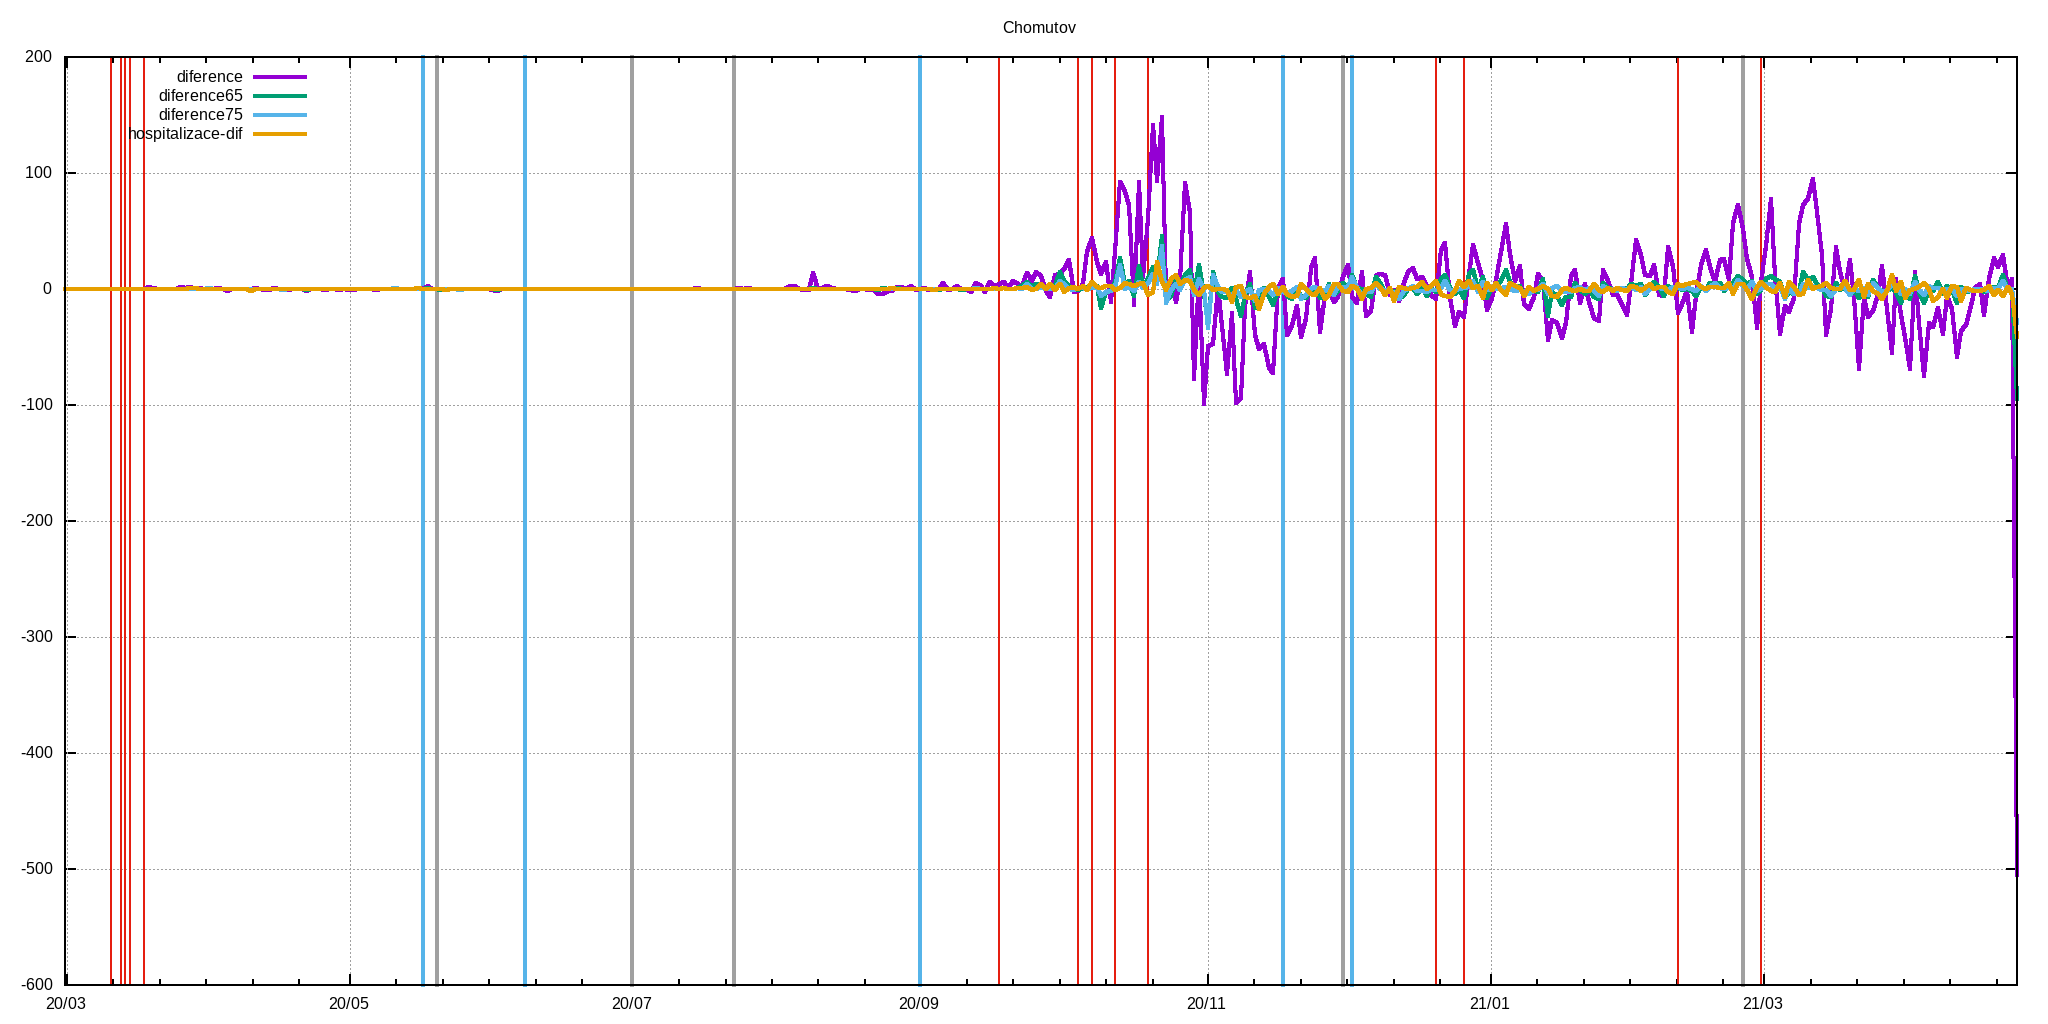 Chomutov
200
diference
diference65
diference75
hospitalizace-dif
100
0
-100
-200
-300
-400
-500
-600
20/03 20/05 20/07 20/09 20/11 21/01 21/03